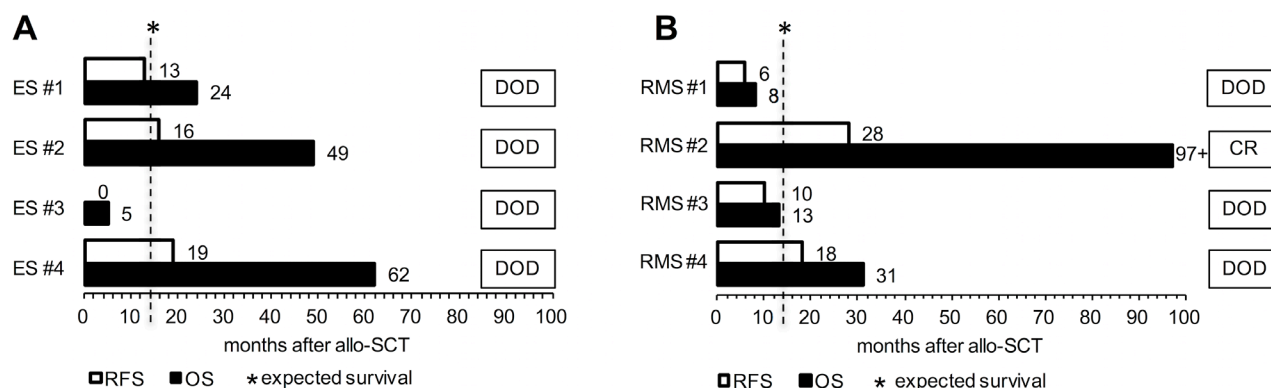 A
*
ES #1
13
24
DOD
ES #2
16
49
DOD
ES #3
0
5
DOD
ES #4
19
62
DOD
0 10 20 30 40 50 60 70 80 90 100
months after allo-SCT
RFS OS * expected survival
B
*
RMS #1
6
8
DOD
RMS #2
28
97+
CR
RMS #3
10
13
DOD
RMS #4
18
31
DOD
0 10 20 30 40 50 60 70 80 90 100
months after allo-SCT
RFS OS * expected survival